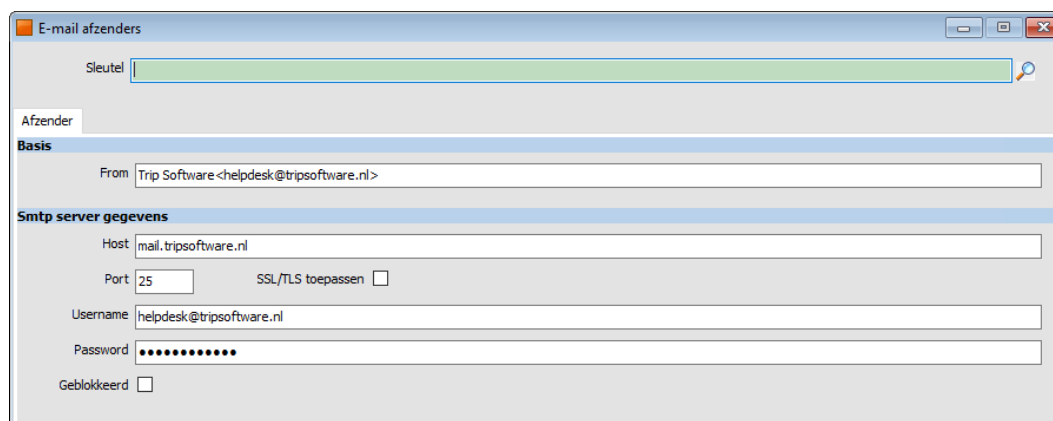 E-mail afzenders
Sleutel
Afzender
Basis
From Trip Software<helpdesk@tripsoftware.nl>
Smtp server gegevens
Host mail.tripsoftware.nl
Port 25 SSL/TLS toepassen
Username helpdesk@tripsoftware.nl
Password ••••••••••••
Geblokkeerd